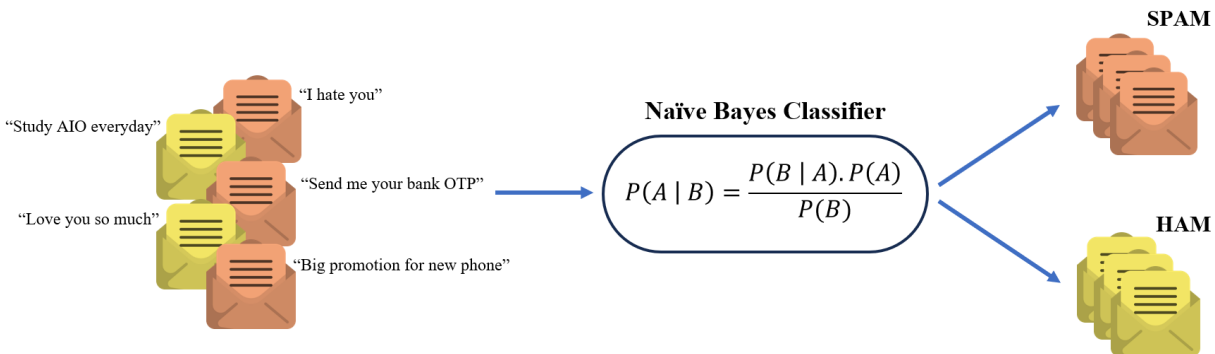 SPAM
“I hate you”
“Study AIO everyday”
“Send me your bank OTP”
“Love you so much”
“Big promotion for new phone”
Naïve Bayes Classifier
P(A | B) = P(B | A). P(A) / P(B)
HAM